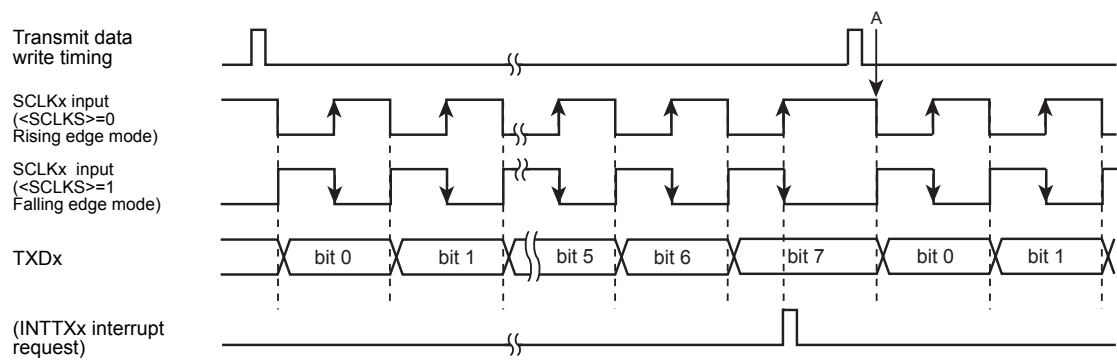 Transmit data
write timing
A
SCLKx input
(<SCLKS>=0
Rising edge mode)
SCLKx input
(<SCLKS>=1
Falling edge mode)
TXDx
bit 0
bit 1
bit 5
bit 6
bit 7
bit 0
bit 1
(INTTXx interrupt
request)